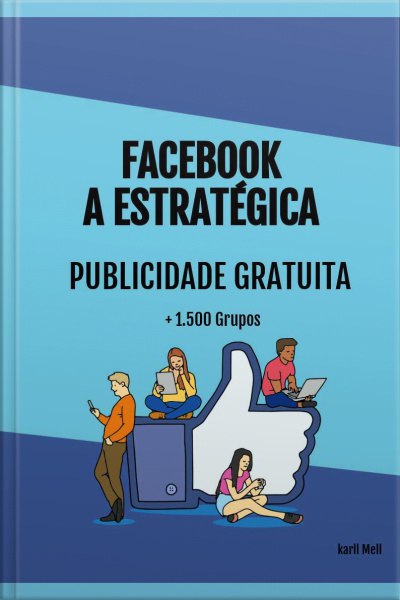 FACEBOOK
A ESTRATÉGICA
PUBLICIDADE GRATUITA
+ 1.500 Grupos
karll Mell